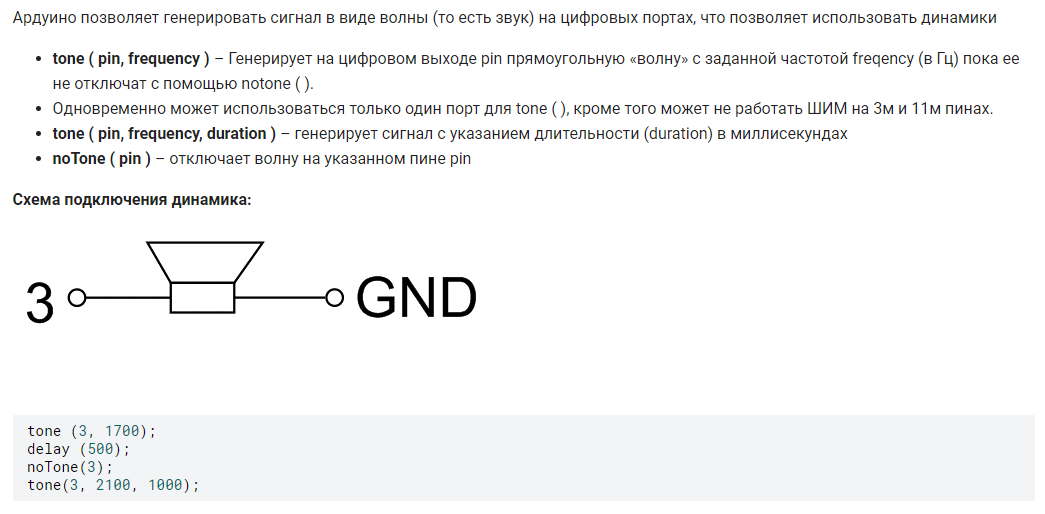 Ардуино позволяет генерировать сигнал в виде волны (то есть звук) на цифровых портах, что позволяет использовать динамики
• tone ( pin, frequency ) – Генерирует на цифровом выходе pin прямоугольную «волну» с заданной частотой freqency (в Гц) пока ее
не отключат с помощью notone ( ).
• Одновременно может использоваться только один порт для tone ( ), кроме того может не работать ШИМ на 3м и 11м пинах.
• tone ( pin, frequency, duration ) – генерирует сигнал с указанием длительности (duration) в миллисекундах
• noTone ( pin ) – отключает волну на указанном пине pin
Схема подключения динамика:
3 GND
tone (3, 1700);
delay (500);
noTone(3);
tone(3, 2100, 1000);